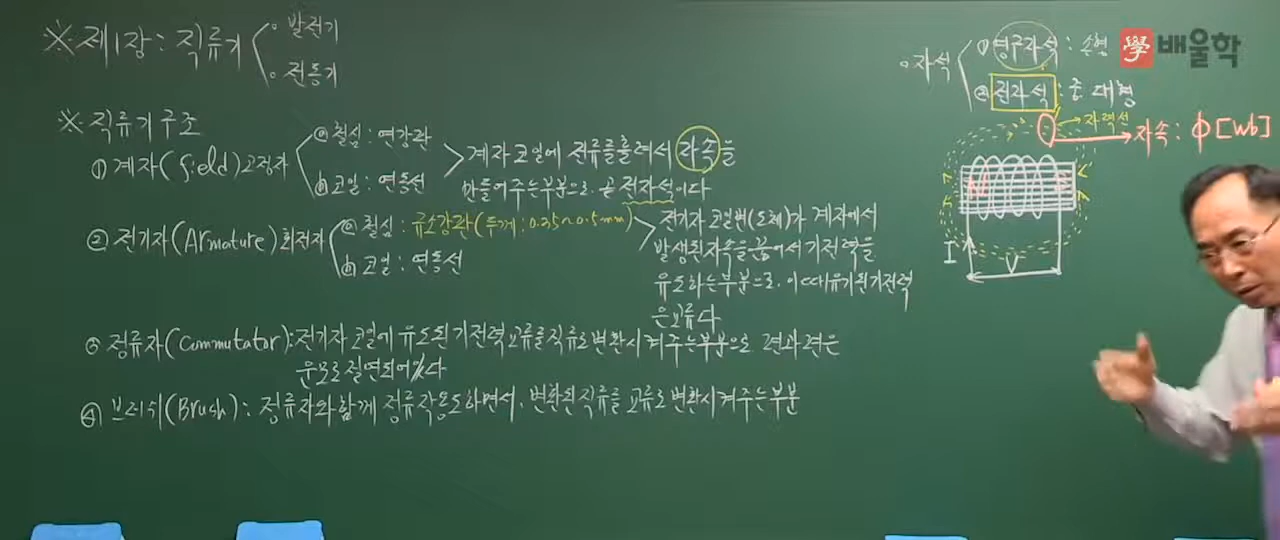 ※ 제1장 : 직류기
◦ 발전기
◦ 전동기
※ 직류기 구조
① 계자(field)고정자
ⓐ 철심 : 연강판
ⓑ 코일 : 연동선
계자 코일에 전류를 흘려서 자속을
만들어주는부분으로, 곧 전자석이다
② 전기자(Armature)회전자
ⓐ 철심 : 규소강판(두께 : 0.35~0.5mm)
ⓑ 코일 : 연동선
전기자 코일변(도체)가 계자에서
발생된자속을끊어서기전력을
유도하는부분으로, 이때유기된기전력
은교류다
③ 정류자(Commutator):전기자코일에 유도된기전력교류를직류로변환시켜주는부분으로 편과편은
운모로절연되어있다
④ 브러쉬(Brush) : 정류자와함께 정류작용도하면서, 변환된직류를 교류로변환시켜주는부분
◦ 자석
① 영구자석 : 소형
② 전자석 : 중 대형
學 배울학
자력선
자속 : ϕ[Wb]
N
S
I
V